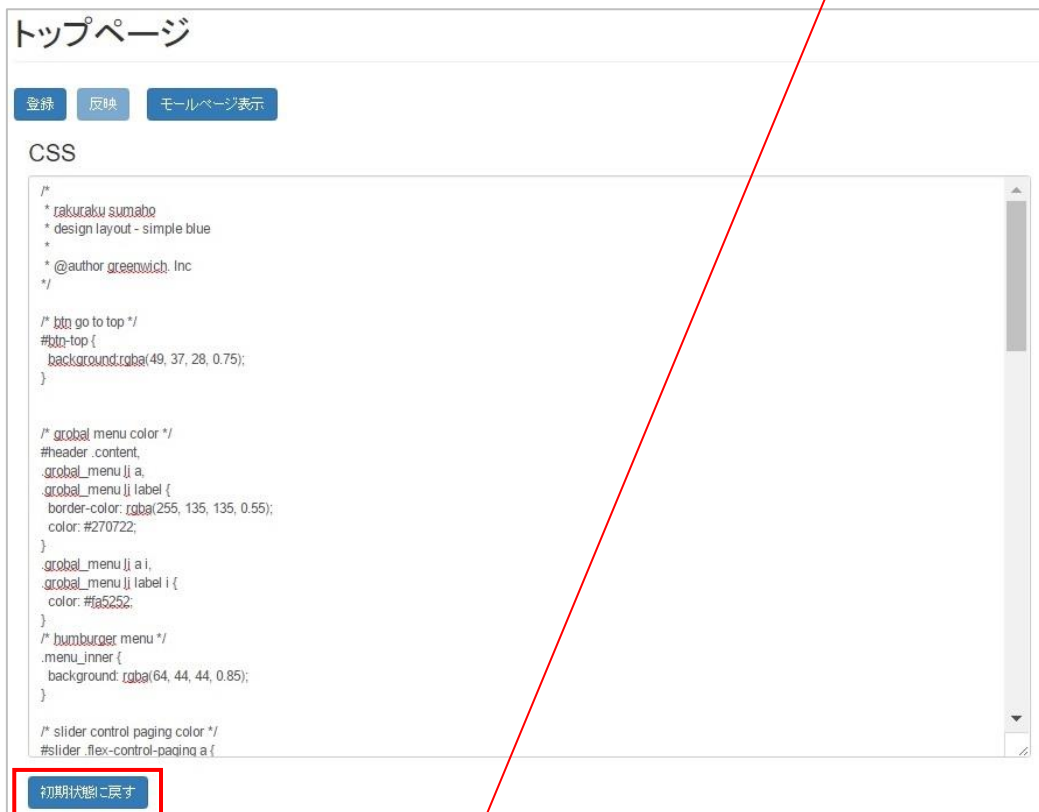 トップページ
登録 反映 モールページ表示
CSS
/*
* rakuraku sumaho
* design layout - simple blue
*
* @author greenwich. Inc
*/
/* btn go to top */
#btn-top {
background:rgba(49, 37, 28, 0.75);
}
/* grobal menu color */
#header .content,
.grobal_menu li a,
.grobal_menu li label {
border-color: rgba(255, 135, 135, 0.55);
color: #270722;
}
.grobal_menu li a i,
.grobal_menu li label i {
color: #fa5252;
}
/* humburger menu */
.menu_inner {
background: rgba(64, 44, 44, 0.85);
}
/* slider control paging color */
#slider .flex-control-paging a {
初期状態に戻す